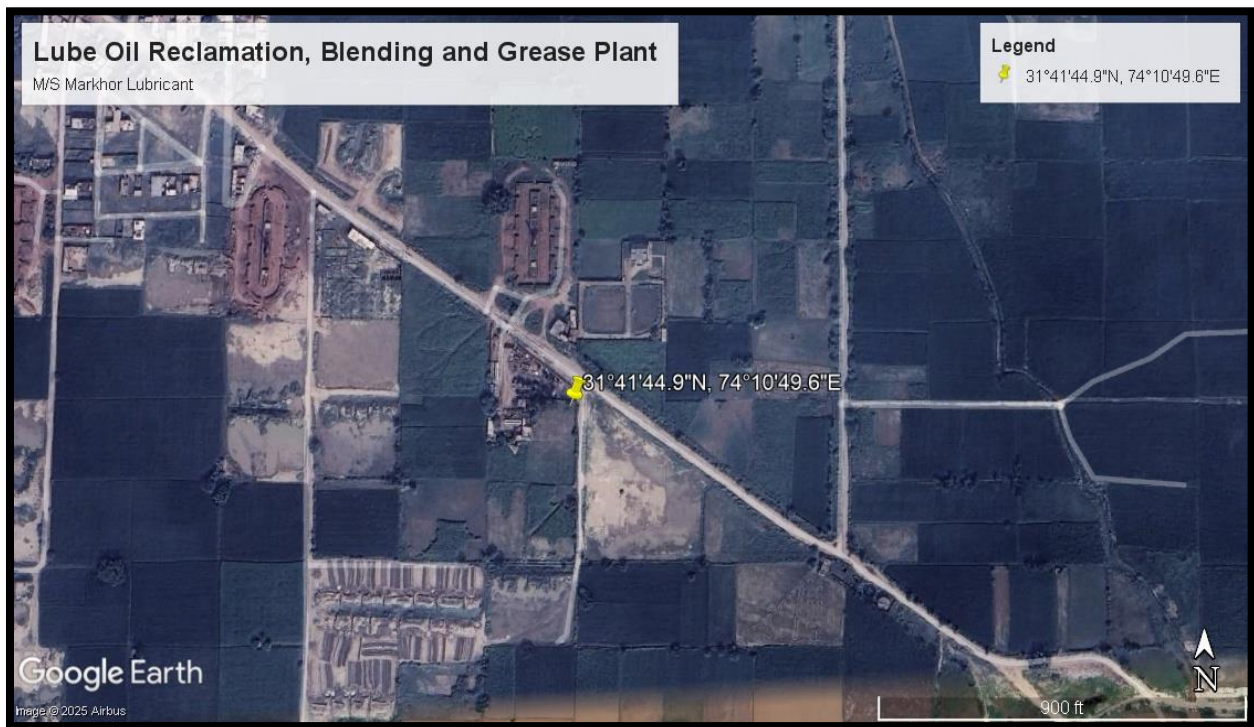 Lube Oil Reclamation, Blending and Grease Plant
M/S Markhor Lubricant
Legend
31°41'44.9"N, 74°10'49.6"E
31°41'44.9"N, 74°10'49.6"E
Google Earth
Image © 2025 Airbus
N
900 ft